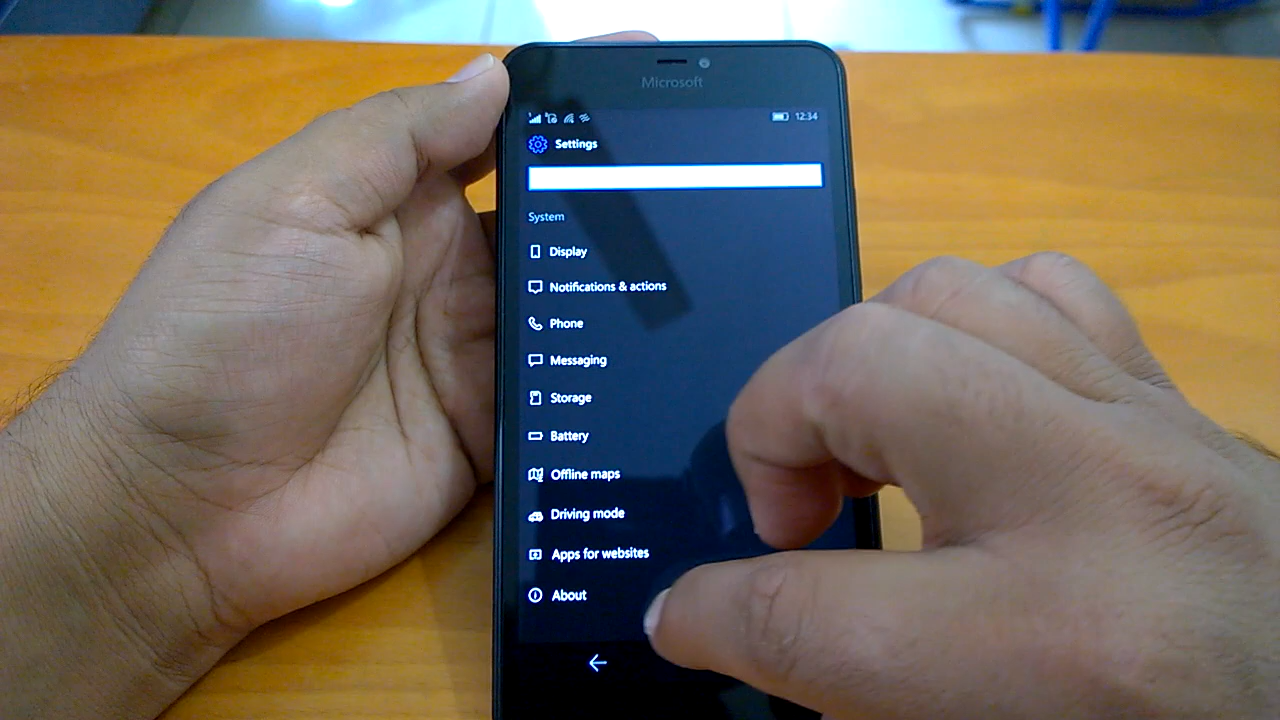 Microsoft
12:34
Settings
System
Display
Notifications & actions
Phone
Messaging
Storage
Battery
Offline maps
Driving mode
Apps for websites
About